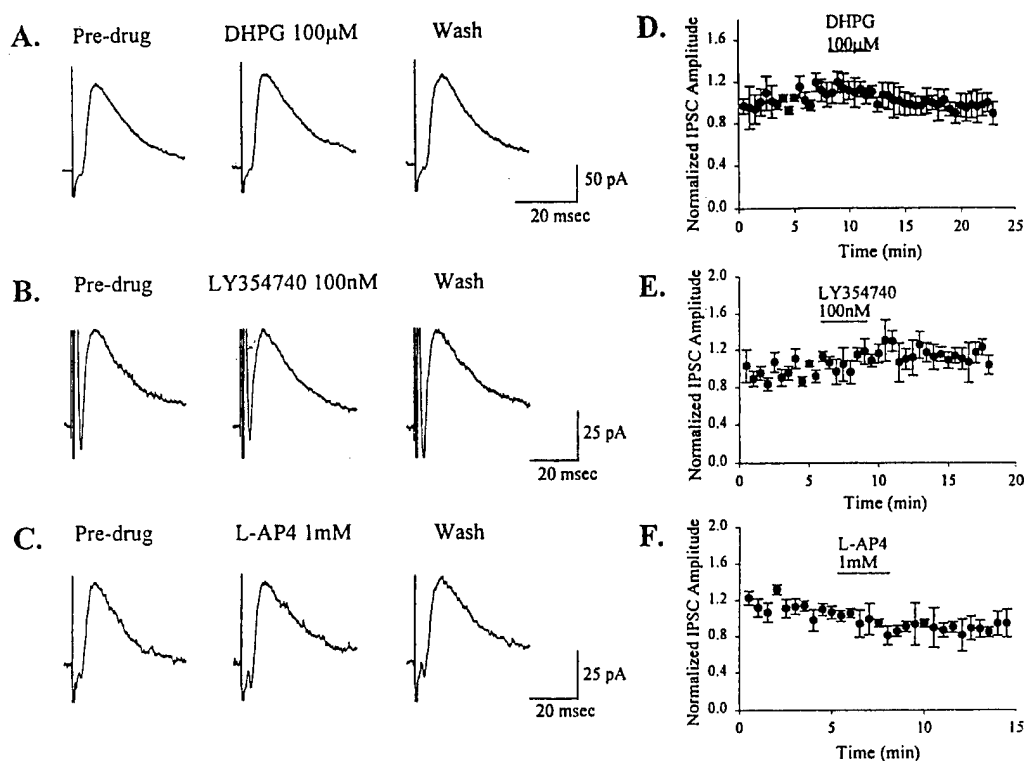 A.
Pre-drug
DHPG 100μM
Wash
50 pA
20 msec
B.
Pre-drug
LY354740 100nM
Wash
25 pA
20 msec
C.
Pre-drug
L-AP4 1mM
Wash
25 pA
20 msec
D.
DHPG
100μM
Normalized IPSC Amplitude
1.6
1.2
0.8
0.4
0.0
0 5 10 15 20 25
Time (min)
E.
LY354740
100nM
Normalized IPSC Amplitude
2.0
1.6
1.2
0.8
0.4
0.0
0 5 10 15 20
Time (min)
F.
L-AP4
1mM
Normalized IPSC Amplitude
2.0
1.6
1.2
0.8
0.4
0.0
0 5 10 15
Time (min)